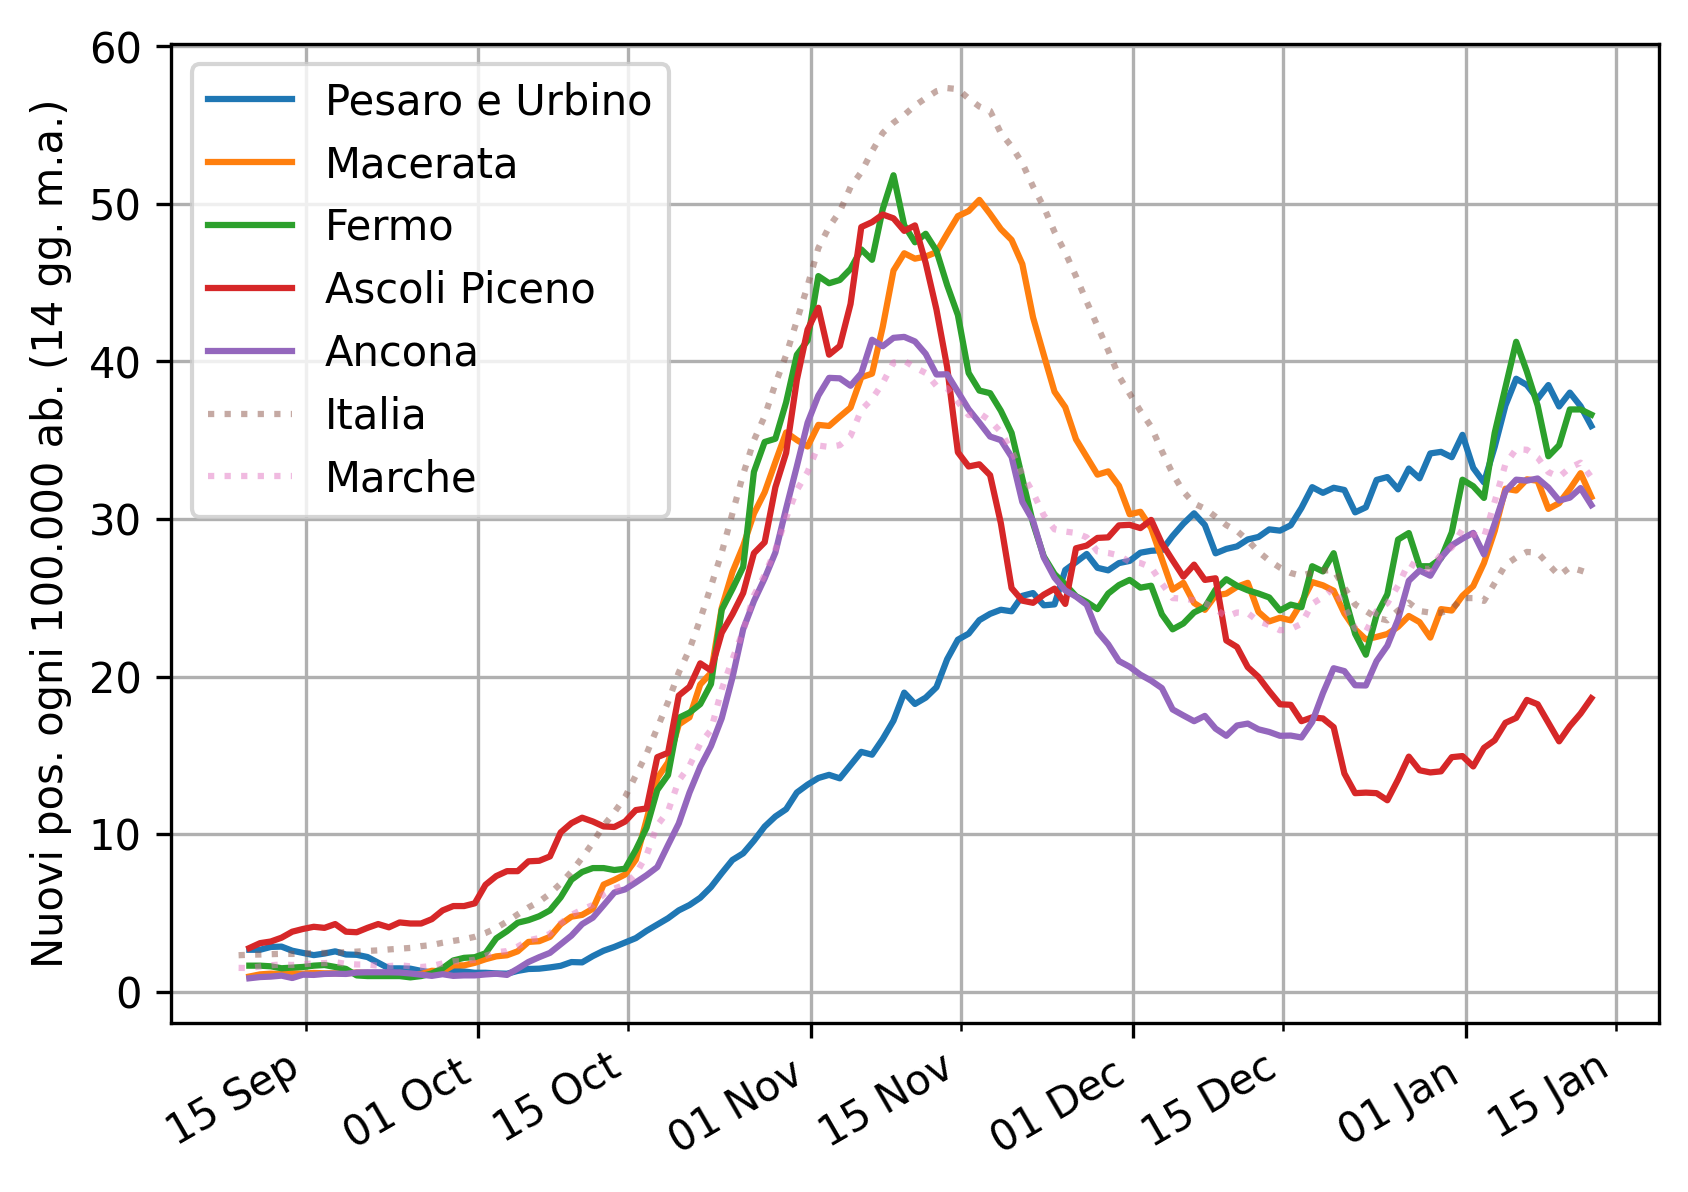 Nuovi pos. ogni 100.000 ab. (14 gg. m.a.)
60
50
40
30
20
10
0
Pesaro e Urbino
Macerata
Fermo
Ascoli Piceno
Ancona
Italia
Marche
15 Sep
01 Oct
15 Oct
01 Nov
15 Nov
01 Dec
15 Dec
01 Jan
15 Jan